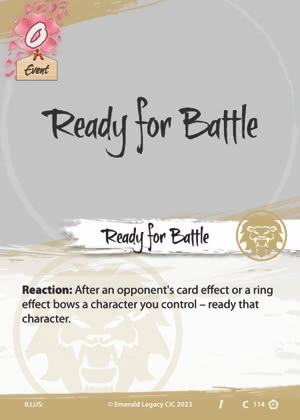 Event
Ready for Battle
Ready for Battle
Reaction: After an opponent's card effect or a ring
effect bows a character you control – ready that
character.
ILLUS:
© Emerald Legacy CIC 2023
1
C 114